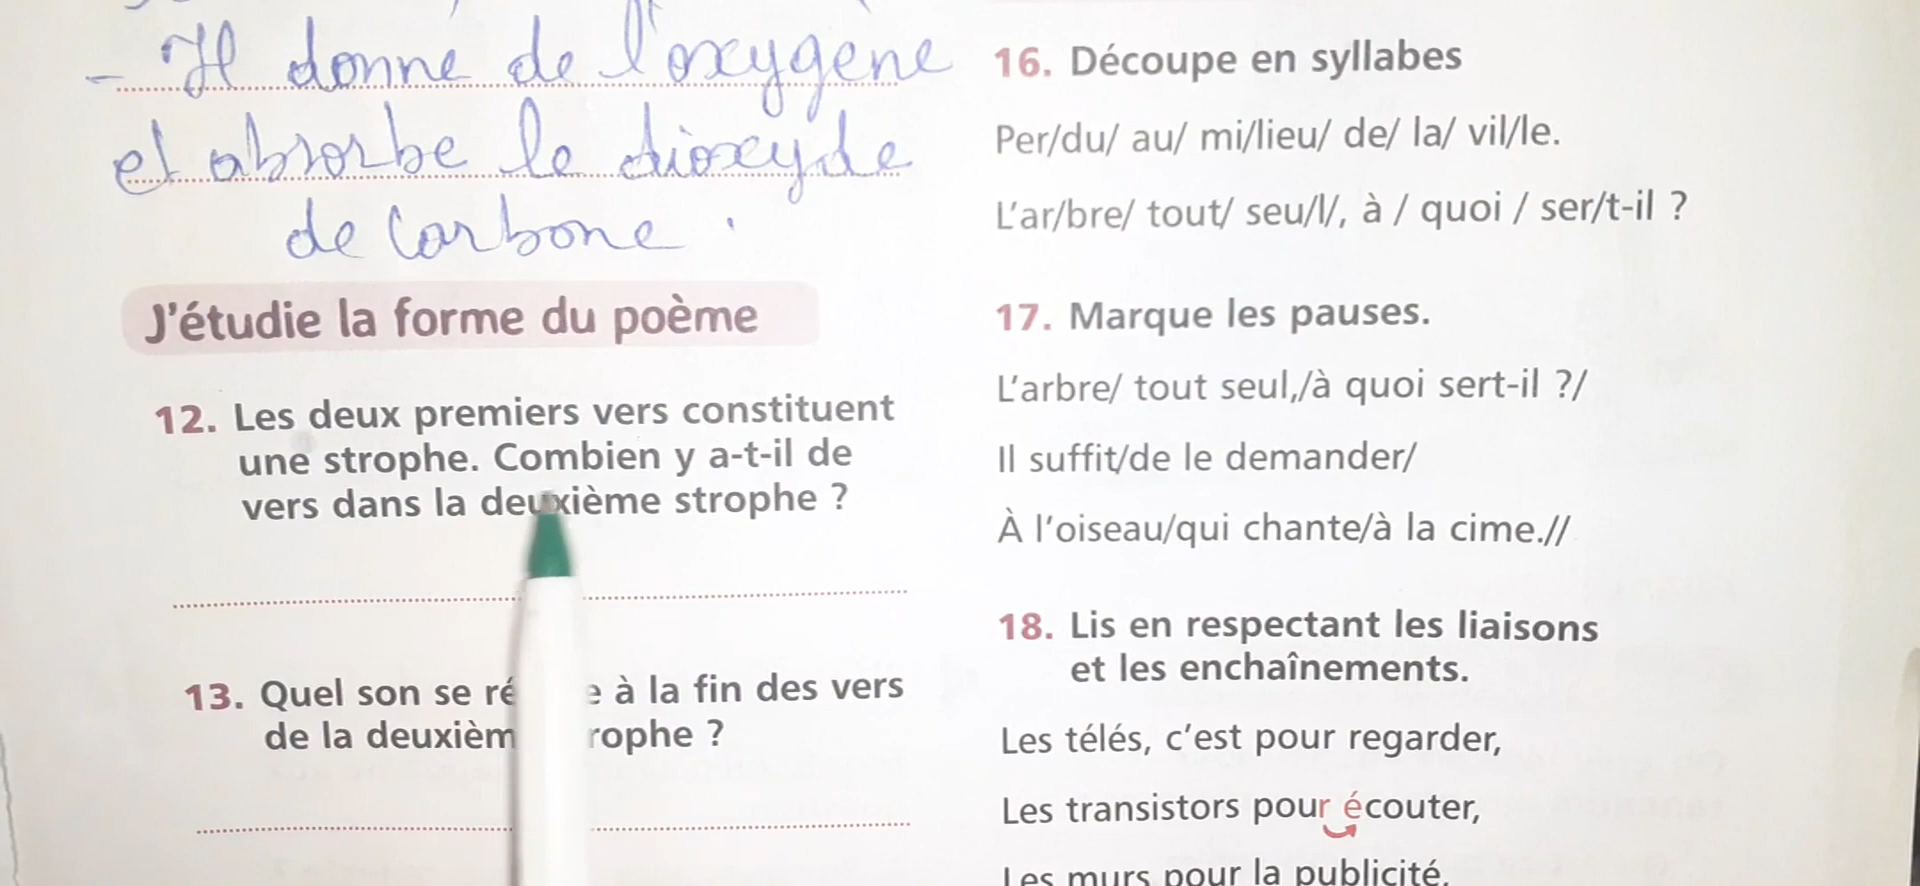 - Il donne de l'oxygène
et absorbe le dioxyde
de carbone.
J'étudie la forme du poème
12. Les deux premiers vers constituent
une strophe. Combien y a-t-il de
vers dans la deuxième strophe ?
13. Quel son se ré e à la fin des vers
de la deuxièm rophe ?
16. Découpe en syllabes
Per/du/ au/ mi/lieu/ de/ la/ vil/le.
L'ar/bre/ tout/ seu/l/, à / quoi / ser/t-il ?
17. Marque les pauses.
L'arbre/ tout seul,/à quoi sert-il ?/
Il suffit/de le demander/
À l'oiseau/qui chante/à la cime.//
18. Lis en respectant les liaisons
et les enchaînements.
Les télés, c'est pour regarder,
Les transistors pour écouter,
Les murs pour la publicité,